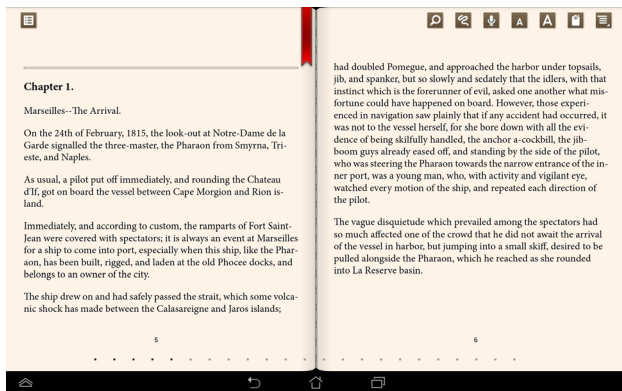 Chapter 1.
Marseilles--The Arrival.
On the 24th of February, 1815, the look-out at Notre-Dame de la
Garde signalled the three-master, the Pharaon from Smyrna, Tri-
este, and Naples.
As usual, a pilot put off immediately, and rounding the Chateau
d'If, got on board the vessel between Cape Morgion and Rion is-
land.
Immediately, and according to custom, the ramparts of Fort Saint-
Jean were covered with spectators; it is always an event at Marseilles
for a ship to come into port, especially when this ship, like the Phar-
aon, has been built, rigged, and laden at the old Phocee docks, and
belongs to an owner of the city.
The ship drew on and had safely passed the strait, which some volca-
nic shock has made between the Calasareigne and Jaros islands;
5
had doubled Pomegue, and approached the harbor under topsails,
jib, and spanker, but so slowly and sedately that the idlers, with that
instinct which is the forerunner of evil, asked one another what mis-
fortune could have happened on board. However, those experi-
enced in navigation saw plainly that if any accident had occurred, it
was not to the vessel herself, for she bore down with all the evi-
dence of being skilfully handled, the anchor a-cockbill, the jib-
boom guys already eased off, and standing by the side of the pilot,
who was steering the Pharaon towards the narrow entrance of the in-
ner port, was a young man, who, with activity and vigilant eye,
watched every motion of the ship, and repeated each direction of
the pilot.
The vague disquietude which prevailed among the spectators had
so much affected one of the crowd that he did not await the arrival
of the vessel in harbor, but jumping into a small skiff, desired to be
pulled alongside the Pharaon, which he reached as she rounded
into La Reserve basin.
6
A
A